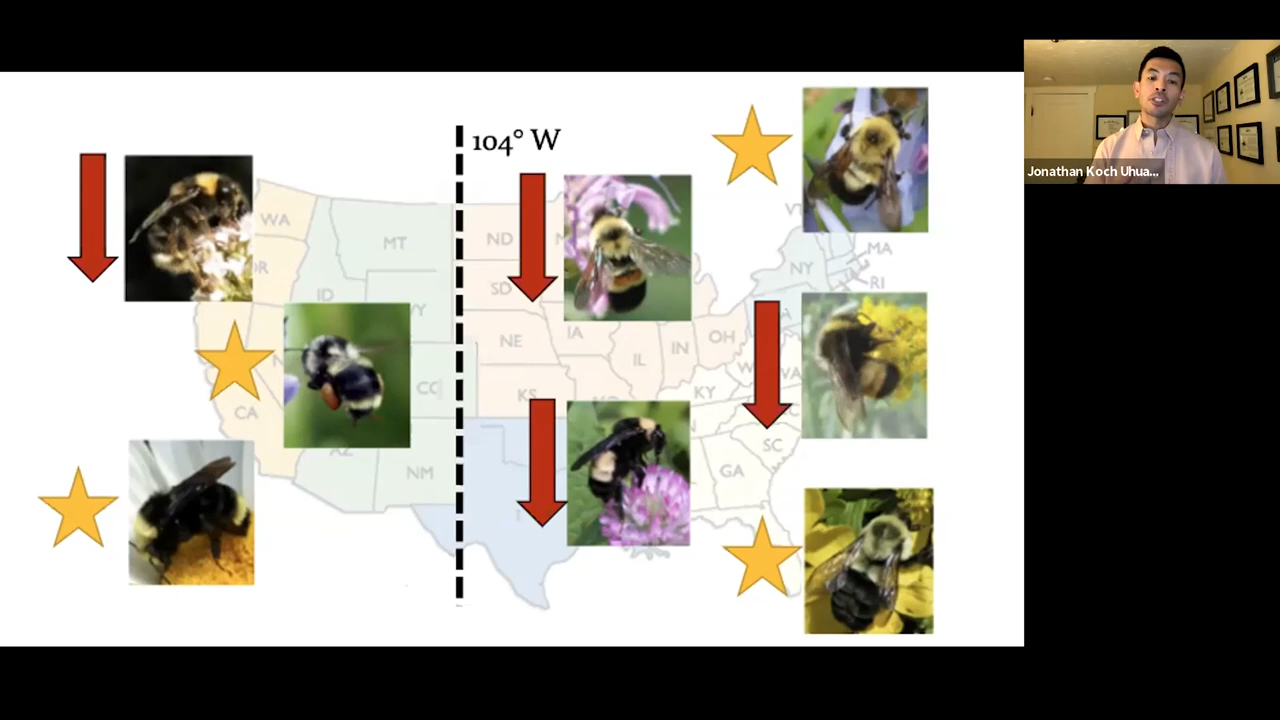 104° W
WA
MT
ND
ID
SD
NY
MA
RI
NE
IA
IL
IN
OH
KS
KY
CA
SC
GA
NM
AZ
Jonathan Koch Uhua...